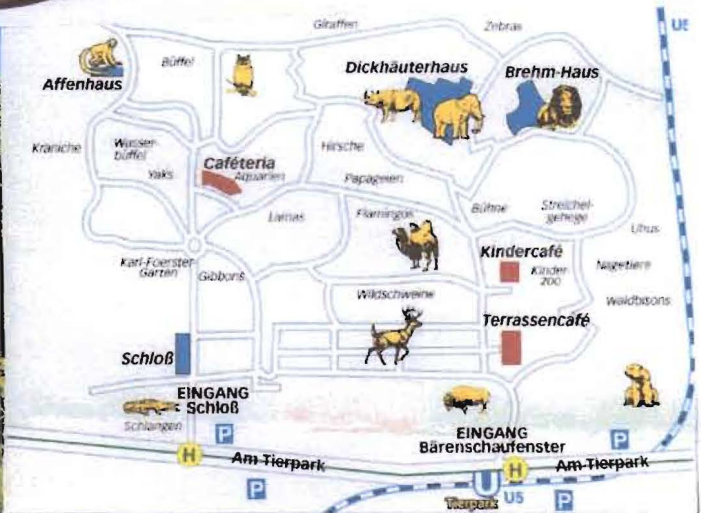 Giraffen
Zebras
U5
Affenhaus
Büffel
Dickhäuterhaus
Brehm-Haus
Kraniche
Wasser-
büffel
Yaks
Caféteria
Aquarien
Hirsche
Papageien
Lamas
Flamingos
Bühne
Streichel-
gehege
Uhus
Karl-Foerster-
Garten
Gibbons
Kindercafé
Kinder
zoo
Nagetiere
Wildschweine
Waldbisons
Terrassencafé
Schloß
EINGANG
Schloß
Schlangen
EINGANG
Bärenschaufenster
P
P
H
Am Tierpark
H
Am-Tierpark
P
U
Tierpark
U5
P